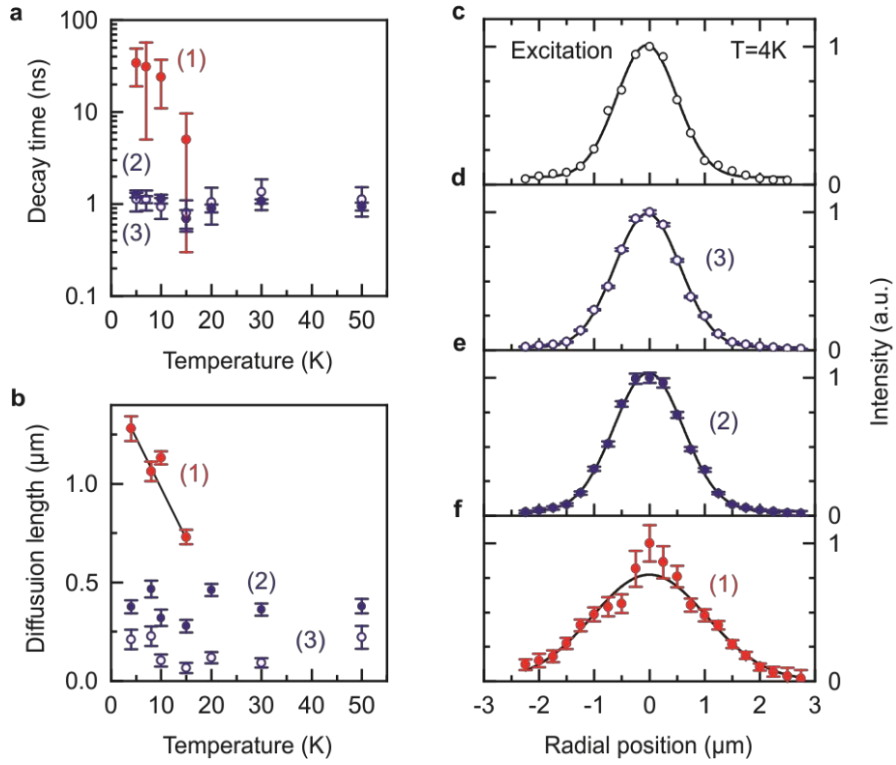 a
Decay time (ns)
100
10
1
0.1
(1)
(2)
(3)
0 10 20 30 40 50
Temperature (K)
b
Diffusuion length (µm)
1.0
0.5
0.0
(1)
(2)
(3)
0 10 20 30 40 50
Temperature (K)
c
Excitation T=4K
1
0
d
(3)
1
0
e
(2)
1
0
f
(1)
1
0
-3 -2 -1 0 1 2 3
Radial position (µm)
Intensity (a.u.)